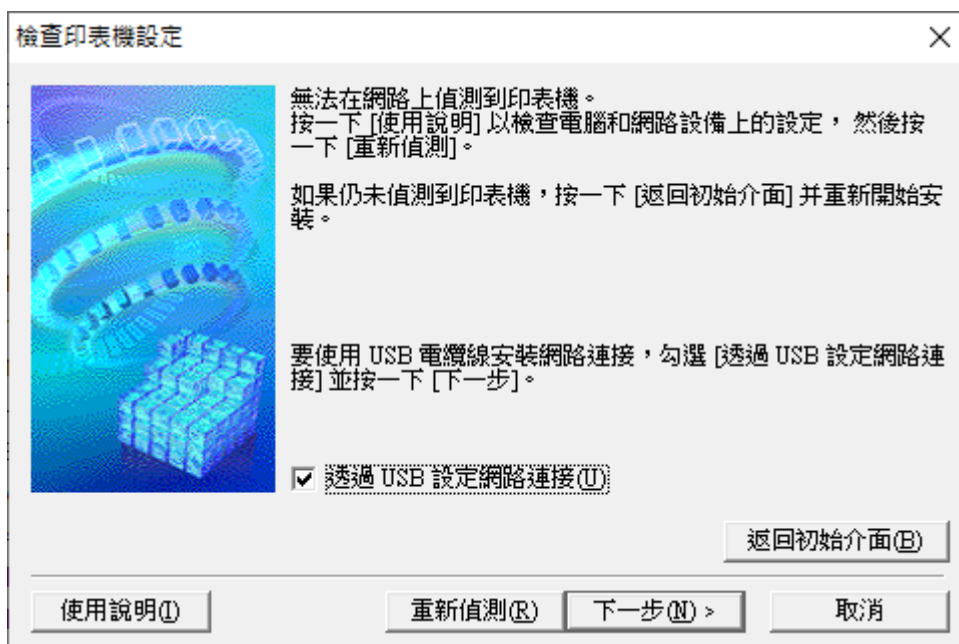 檢查印表機設定
無法在網路上偵測到印表機。
按一下 [使用說明] 以檢查電腦和網路設備上的設定， 然後按
一下 [重新偵測]。
如果仍未偵測到印表機，按一下 [返回初始介面] 并重新開始安
裝。
要使用 USB 電纜線安裝網路連接，勾選 [透過 USB 設定網路連
接] 並按一下 [下一步]。
透過 USB 設定網路連接(U)
返回初始介面(B)
使用說明(I)
重新偵測(R)
下一步(N) >
取消